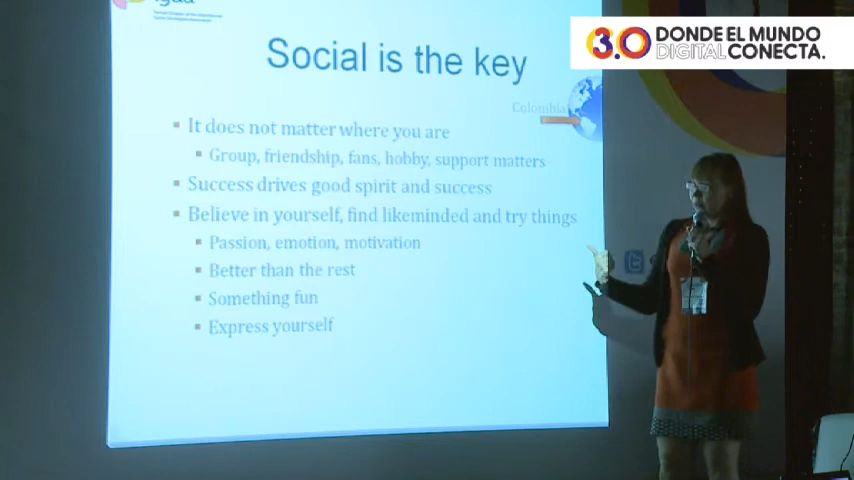 igda
3.0 DONDE EL MUNDO
DIGITAL CONECTA.
Social is the key
Colombia
It does not matter where you are
Group, friendship, fans, hobby, support matters
Success drives good spirit and success
Believe in yourself, find likeminded and try things
Passion, emotion, motivation
Better than the rest
Something fun
Express yourself